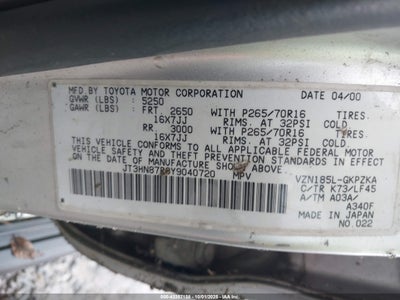 MFD BY TOYOTA MOTOR CORPORATION DATE 04/00
GVWR (LBS) : 5250
GAWR (LBS) : FRT 2650 WITH P265/70R16 TIRES,
16X7JJ RIMS, AT 32PSI COLD
RR 3000 WITH P265/70R16 TIRES,
16X7JJ RIMS, AT 32PSI COLD
THIS VEHICLE CONFORMS TO ALL APPLICABLE FEDERAL MOTOR
VEHICLE SAFETY AND THEFT PREVENTION STANDARDS IN EFFECT
ON THE DATE OF MANUFACTURE SHOWN ABOVE.
MPV
VZN185L-GKPZKA
C/TR K73/LF45
A/TM A03A/
A340F
MADE IN JAPAN
NO.022
10/01/2025